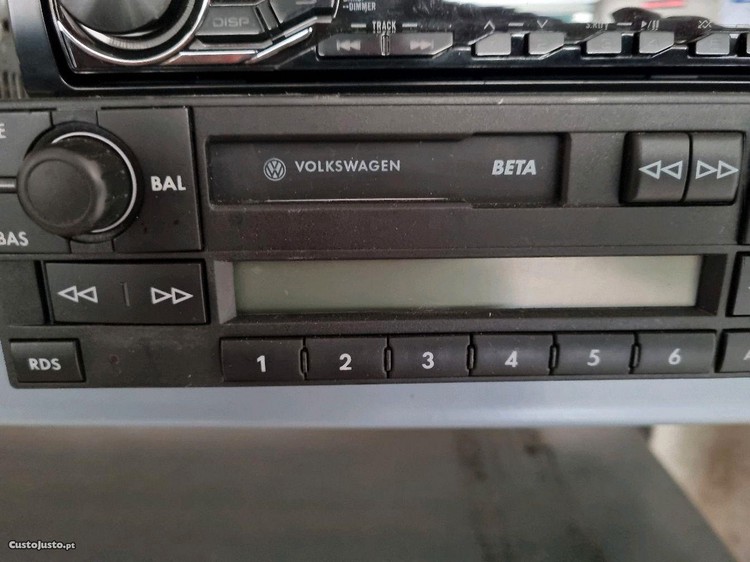 DIMMER
DISP
TRACK
VOLKSWAGEN BETA
BAL
BAS
RDS
1 2 3 4 5 6
CustoJusto.pt